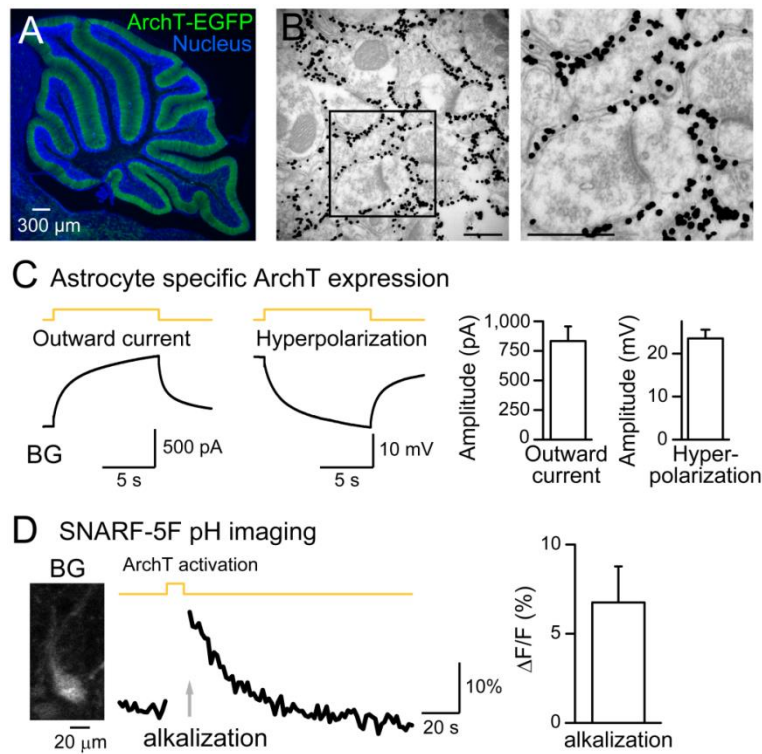 A
ArchT-EGFP
Nucleus
300 µm
B
C Astrocyte specific ArchT expression
Outward current
Hyperpolarization
BG
500 pA
5 s
10 mV
5 s
Amplitude (pA)
1,000
750
500
250
0
Outward
current
Amplitude (mV)
20
10
0
Hyper-
polarization
D SNARF-5F pH imaging
BG
20 µm
ArchT activation
alkalization
10%
20 s
ΔF/F (%)
10
5
0
alkalization